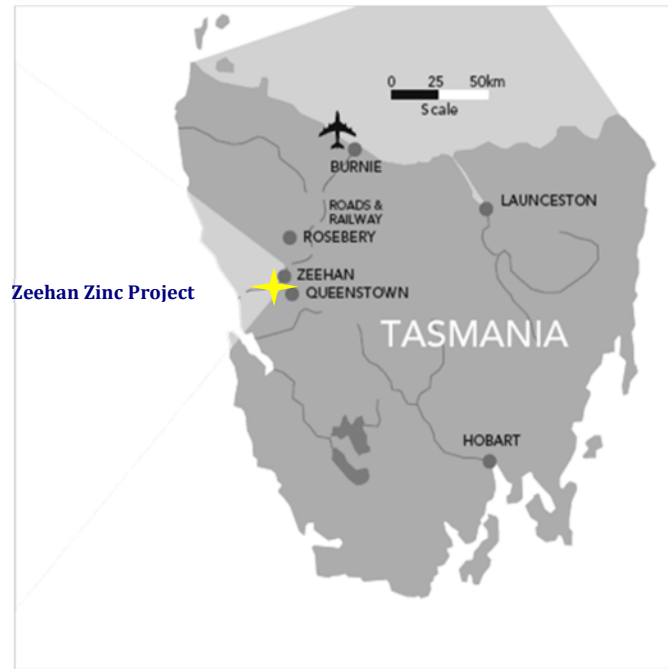 0 25 50km
Scale
BURNIE
ROADS &
RAILWAY
LAUNCESTON
ROSEBERY
ZEEHAN
Zeehan Zinc Project
QUEENSTOWN
TASMANIA
HOBART